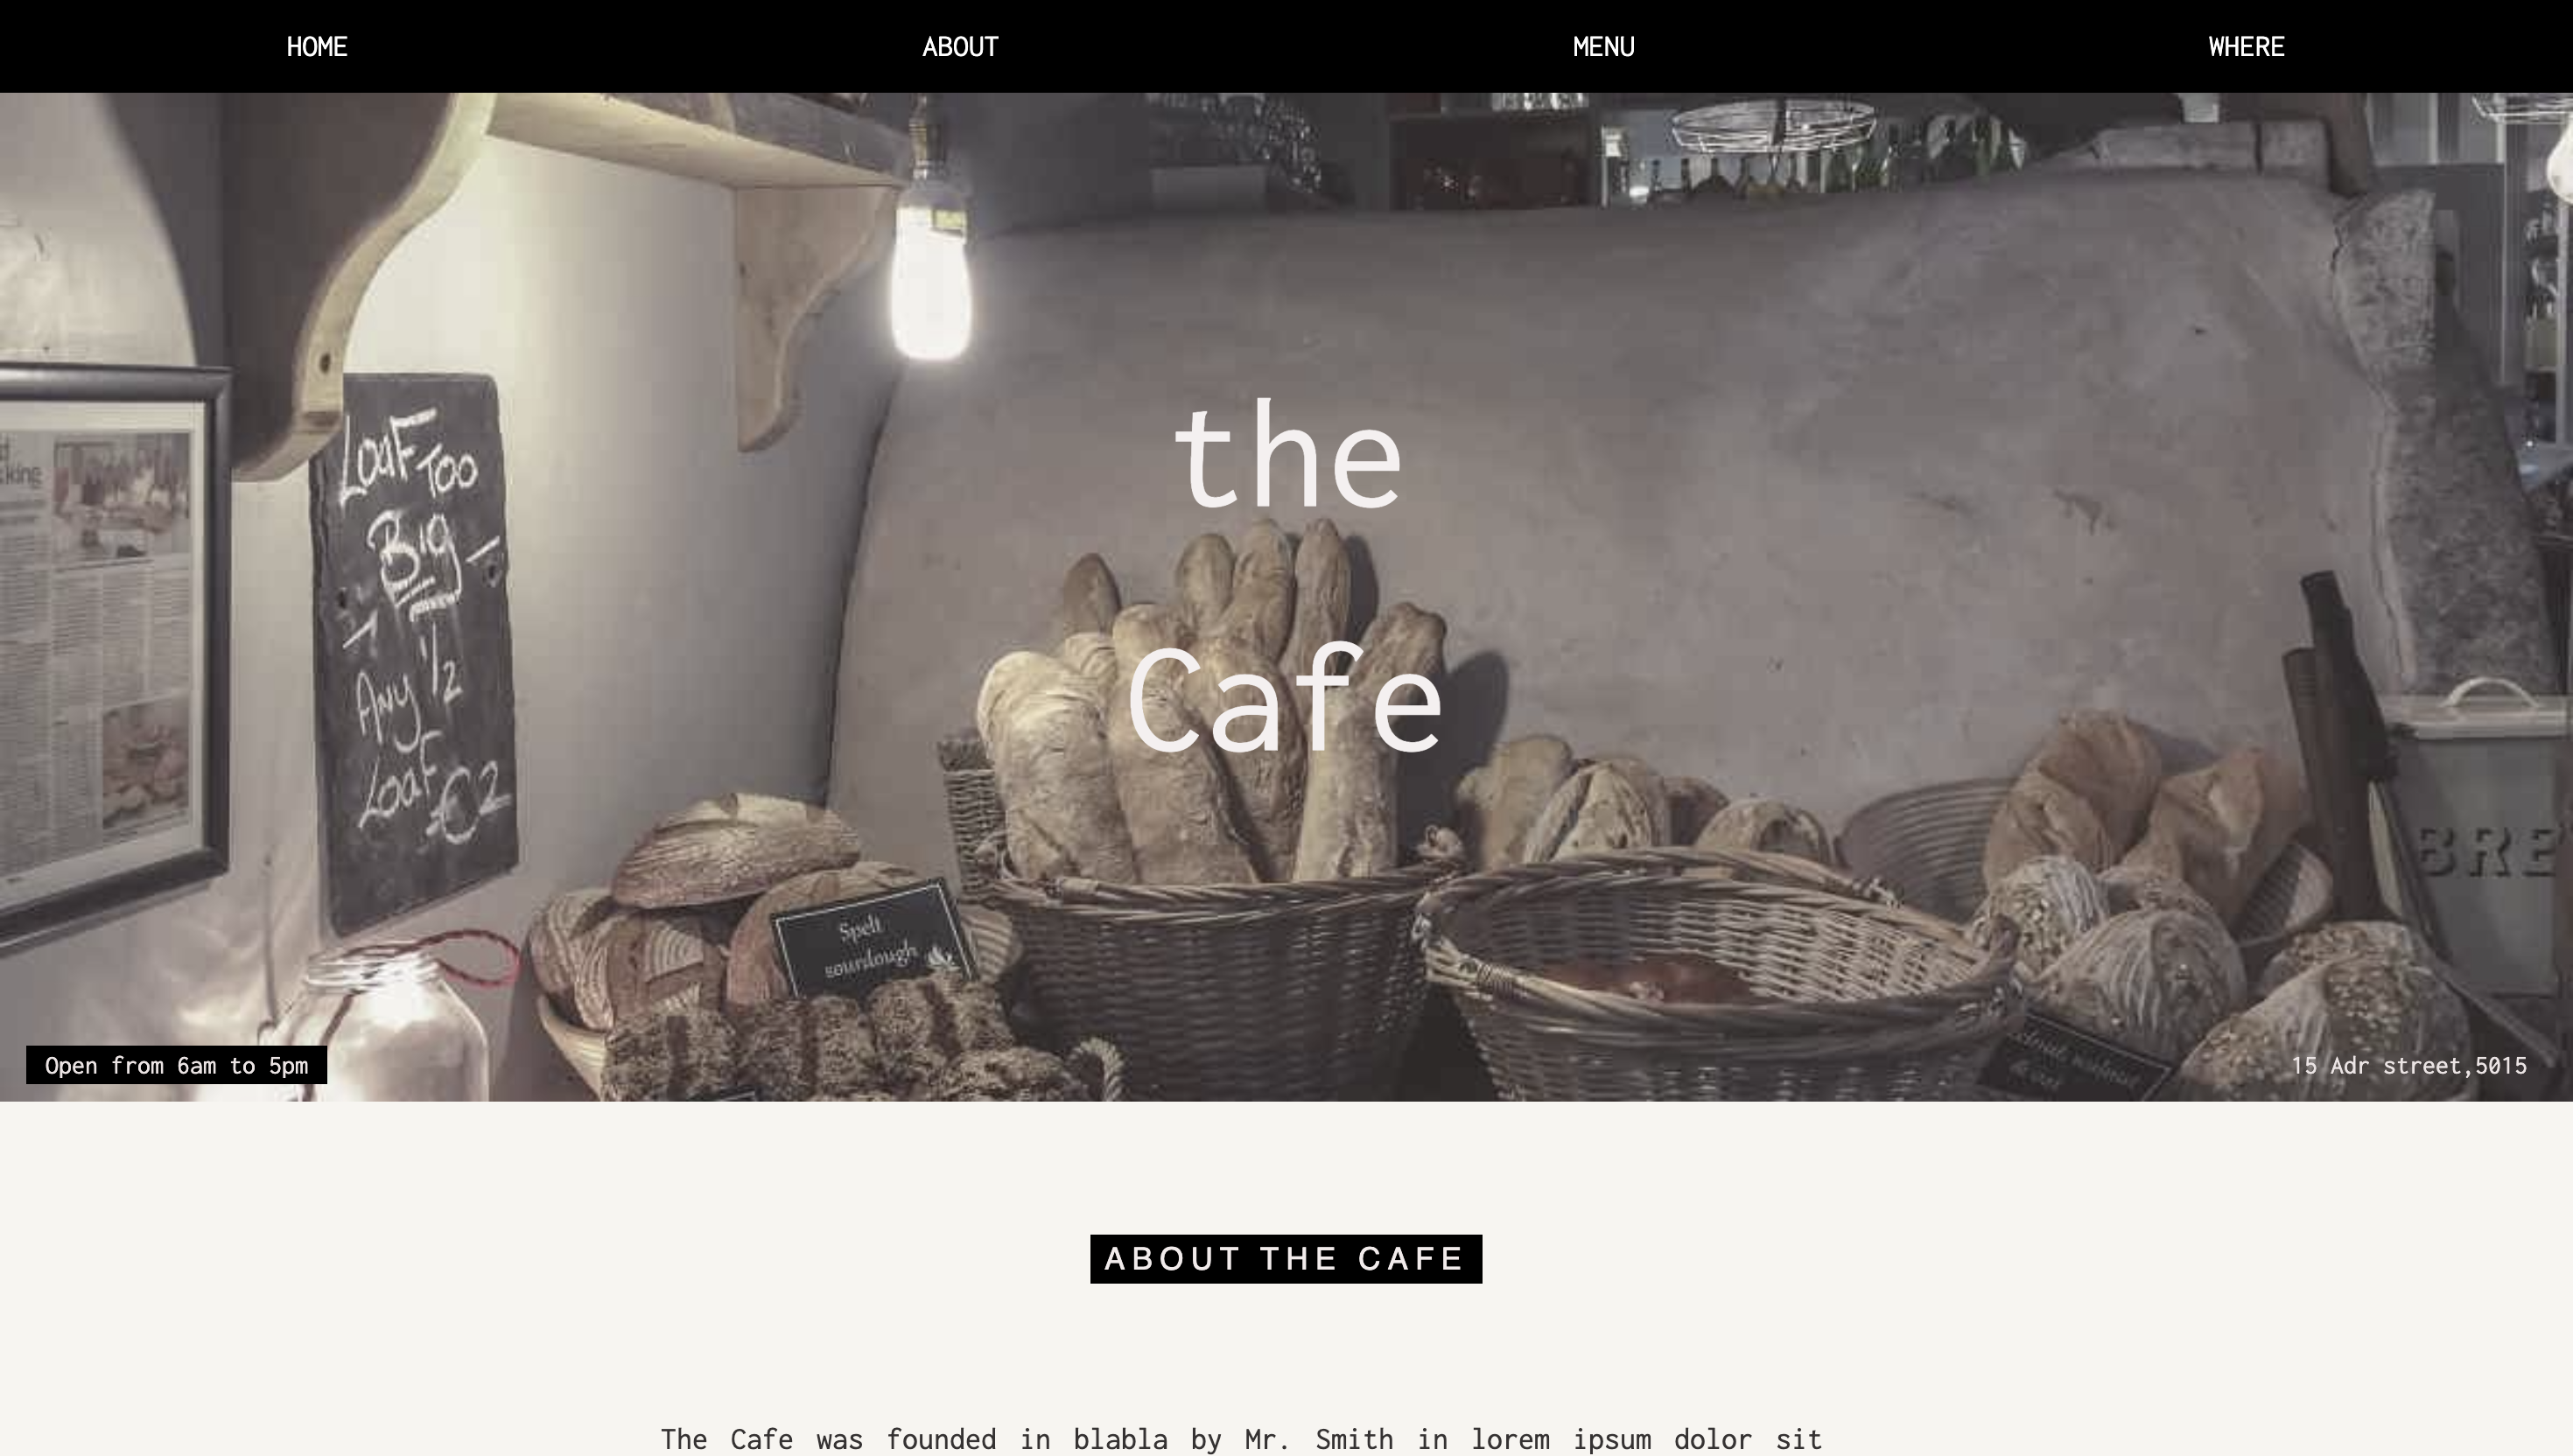 HOME ABOUT MENU WHERE
the
Cafe
king
Loaf Too
Big
Any 1/2
Loaf
€2
Spelt
sourdough
BRE
Open from 6am to 5pm
15 Adr street,5015
ABOUT THE CAFE
The Cafe was founded in blabla by Mr. Smith in lorem ipsum dolor sit